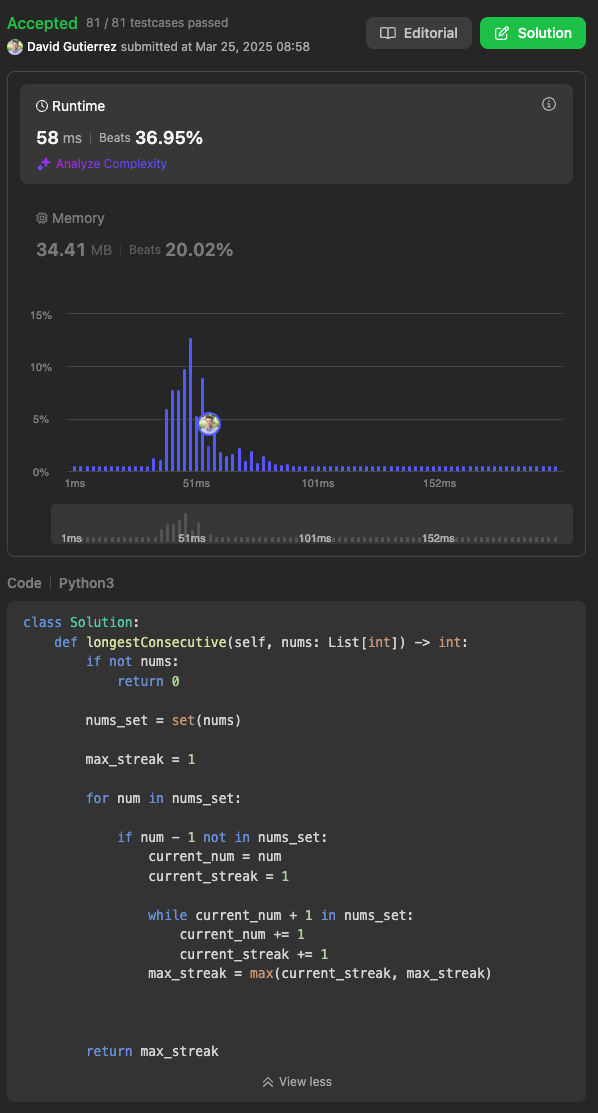 Accepted 81 / 81 testcases passed
David Gutierrez submitted at Mar 25, 2025 08:58
Editorial
Solution
Runtime
58 ms | Beats 36.95%
Analyze Complexity
Memory
34.41 MB | Beats 20.02%
15%
10%
5%
0%
1ms 51ms 101ms 152ms
1ms 51ms 101ms 152ms
Code | Python3
class Solution:
    def longestConsecutive(self, nums: List[int]) -> int:
        if not nums:
            return 0
        nums_set = set(nums)
        max_streak = 1
        for num in nums_set:
            if num - 1 not in nums_set:
                current_num = num
                current_streak = 1
                while current_num + 1 in nums_set:
                    current_num += 1
                    current_streak += 1
                max_streak = max(current_streak, max_streak)
        return max_streak
View less